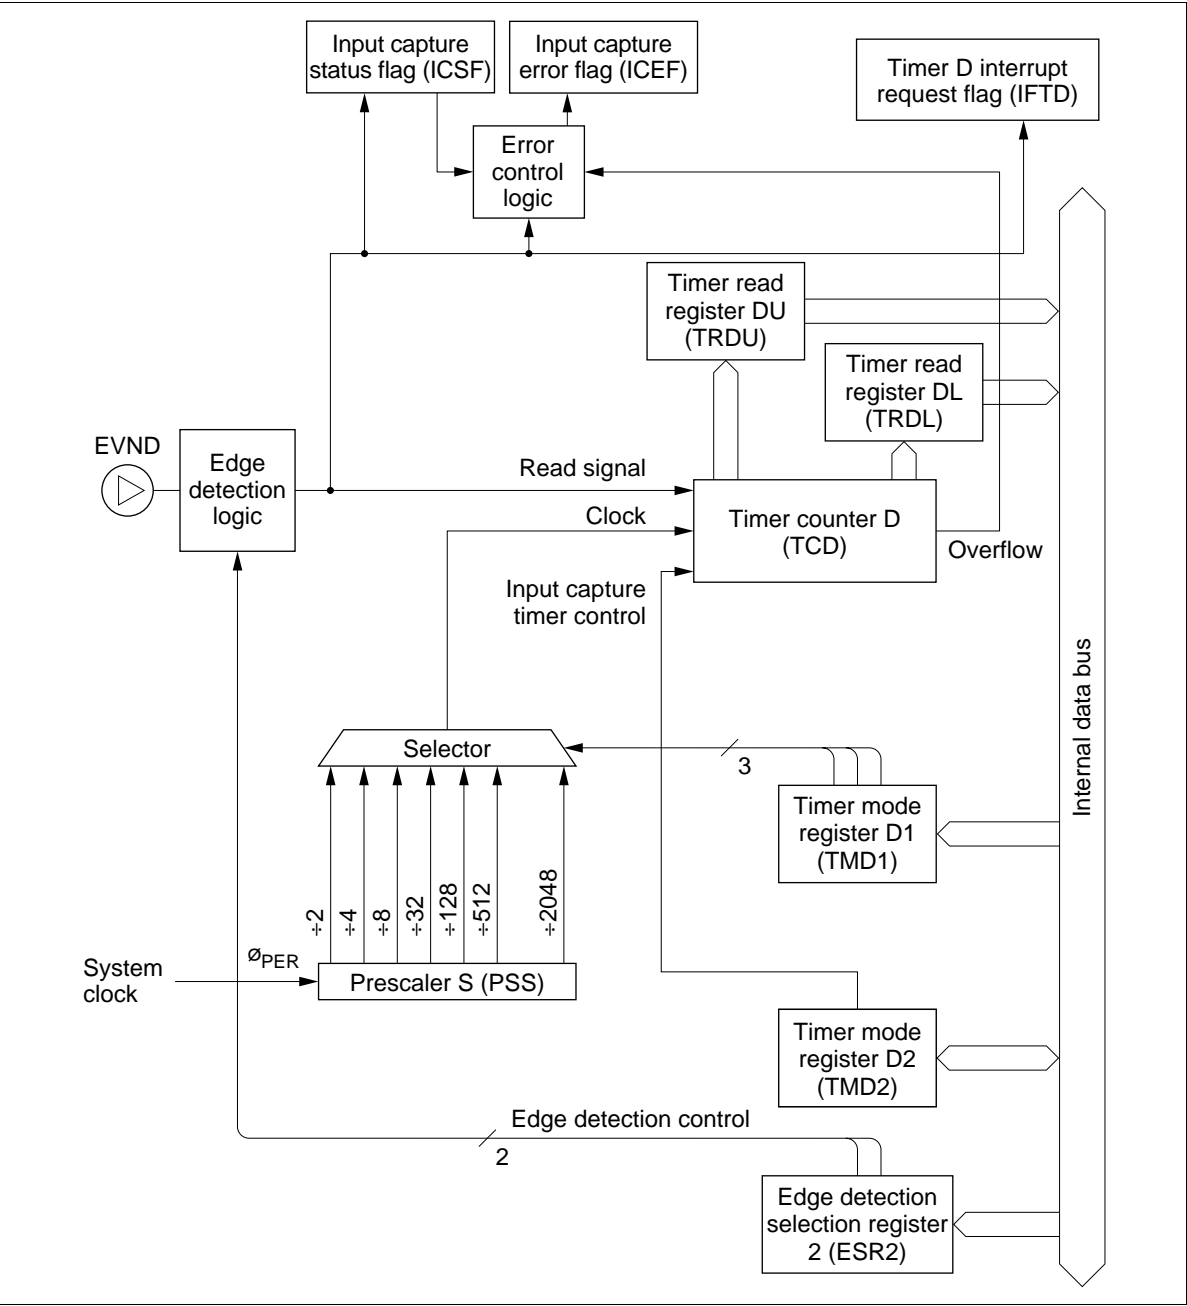 Input capture
status flag (ICSF)
Input capture
error flag (ICEF)
Timer D interrupt
request flag (IFTD)
Error
control
logic
Timer read
register DU
(TRDU)
Timer read
register DL
(TRDL)
EVND
Edge
detection
logic
Read signal
Clock
Timer counter D
(TCD)
Overflow
Input capture
timer control
Internal data bus
Selector
3
Timer mode
register D1
(TMD1)
÷2
÷4
÷8
÷32
÷128
÷512
÷2048
System
clock
øPER
Prescaler S (PSS)
Timer mode
register D2
(TMD2)
Edge detection control
2
Edge detection
selection register
2 (ESR2)